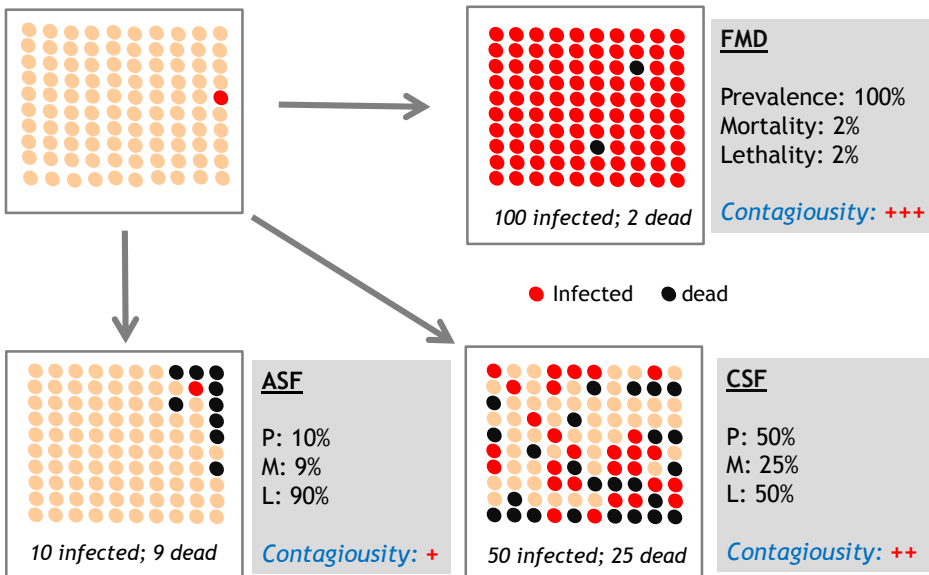 FMD
Prevalence: 100%
Mortality: 2%
Lethality: 2%
Contagiousity: +++
100 infected; 2 dead
Infected dead
ASF
P: 10%
M: 9%
L: 90%
Contagiousity: +
10 infected; 9 dead
CSF
P: 50%
M: 25%
L: 50%
Contagiousity: ++
50 infected; 25 dead